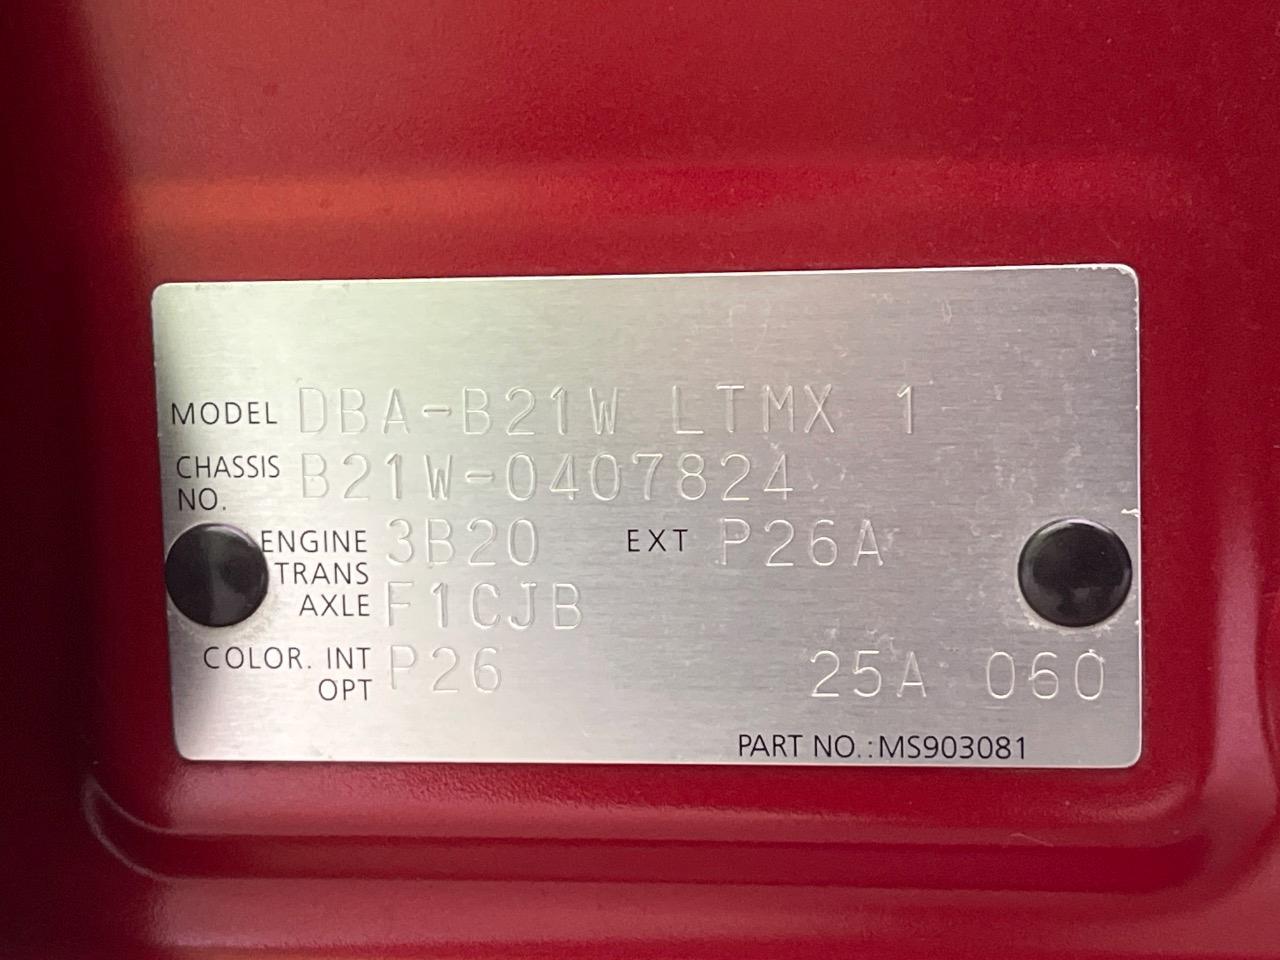 MODEL DBA-B21W LTMX 1
CHASSIS NO. B21W-0407824
ENGINE 3B20 EXT P26A
TRANS AXLE F1CJB
COLOR. INT P26 25A 060
OPT
PART NO.:MS903081